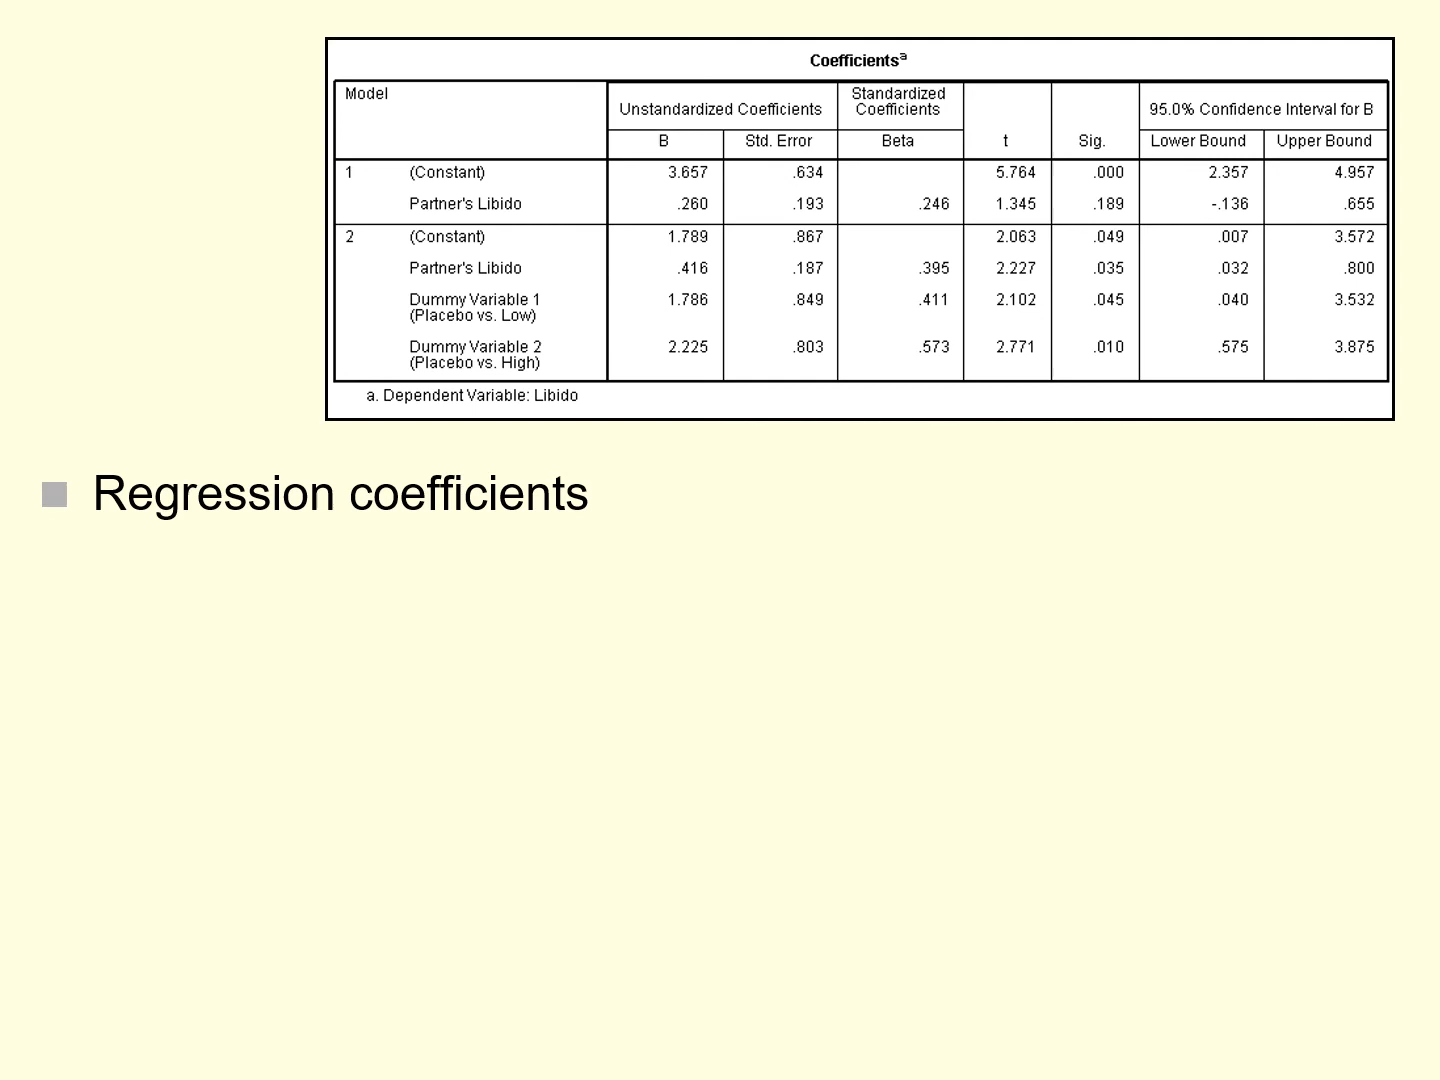 Coefficientsa
Model Unstandardized Coefficients Standardized Coefficients t Sig. 95.0% Confidence Interval for B
B Std. Error Beta Lower Bound Upper Bound
1 (Constant) 3.657 .634 5.764 .000 2.357 4.957
Partner's Libido .260 .193 .246 1.345 .189 -.136 .655
2 (Constant) 1.789 .867 2.063 .049 .007 3.572
Partner's Libido .416 .187 .395 2.227 .035 .032 .800
Dummy Variable 1 1.786 .849 .411 2.102 .045 .040 3.532
(Placebo vs. Low)
Dummy Variable 2 2.225 .803 .573 2.771 .010 .575 3.875
(Placebo vs. High)
a. Dependent Variable: Libido
Regression coefficients